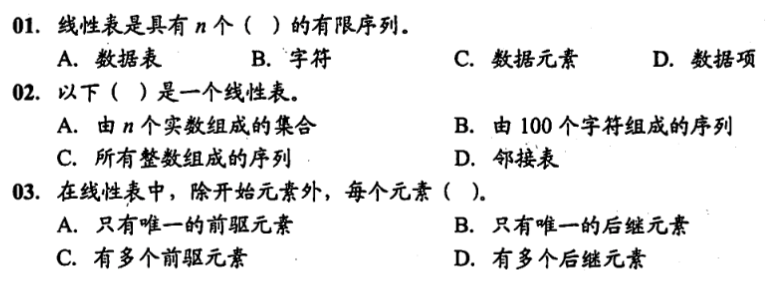 01. 线性表是具有 n 个（ ）的有限序列。
A. 数据表 B. 字符 C. 数据元素 D. 数据项
02. 以下（ ）是一个线性表。
A. 由 n 个实数组成的集合 B. 由 100 个字符组成的序列
C. 所有整数组成的序列 D. 邻接表
03. 在线性表中，除开始元素外，每个元素（ ）。
A. 只有唯一的前驱元素 B. 只有唯一的后继元素
C. 有多个前驱元素 D. 有多个后继元素